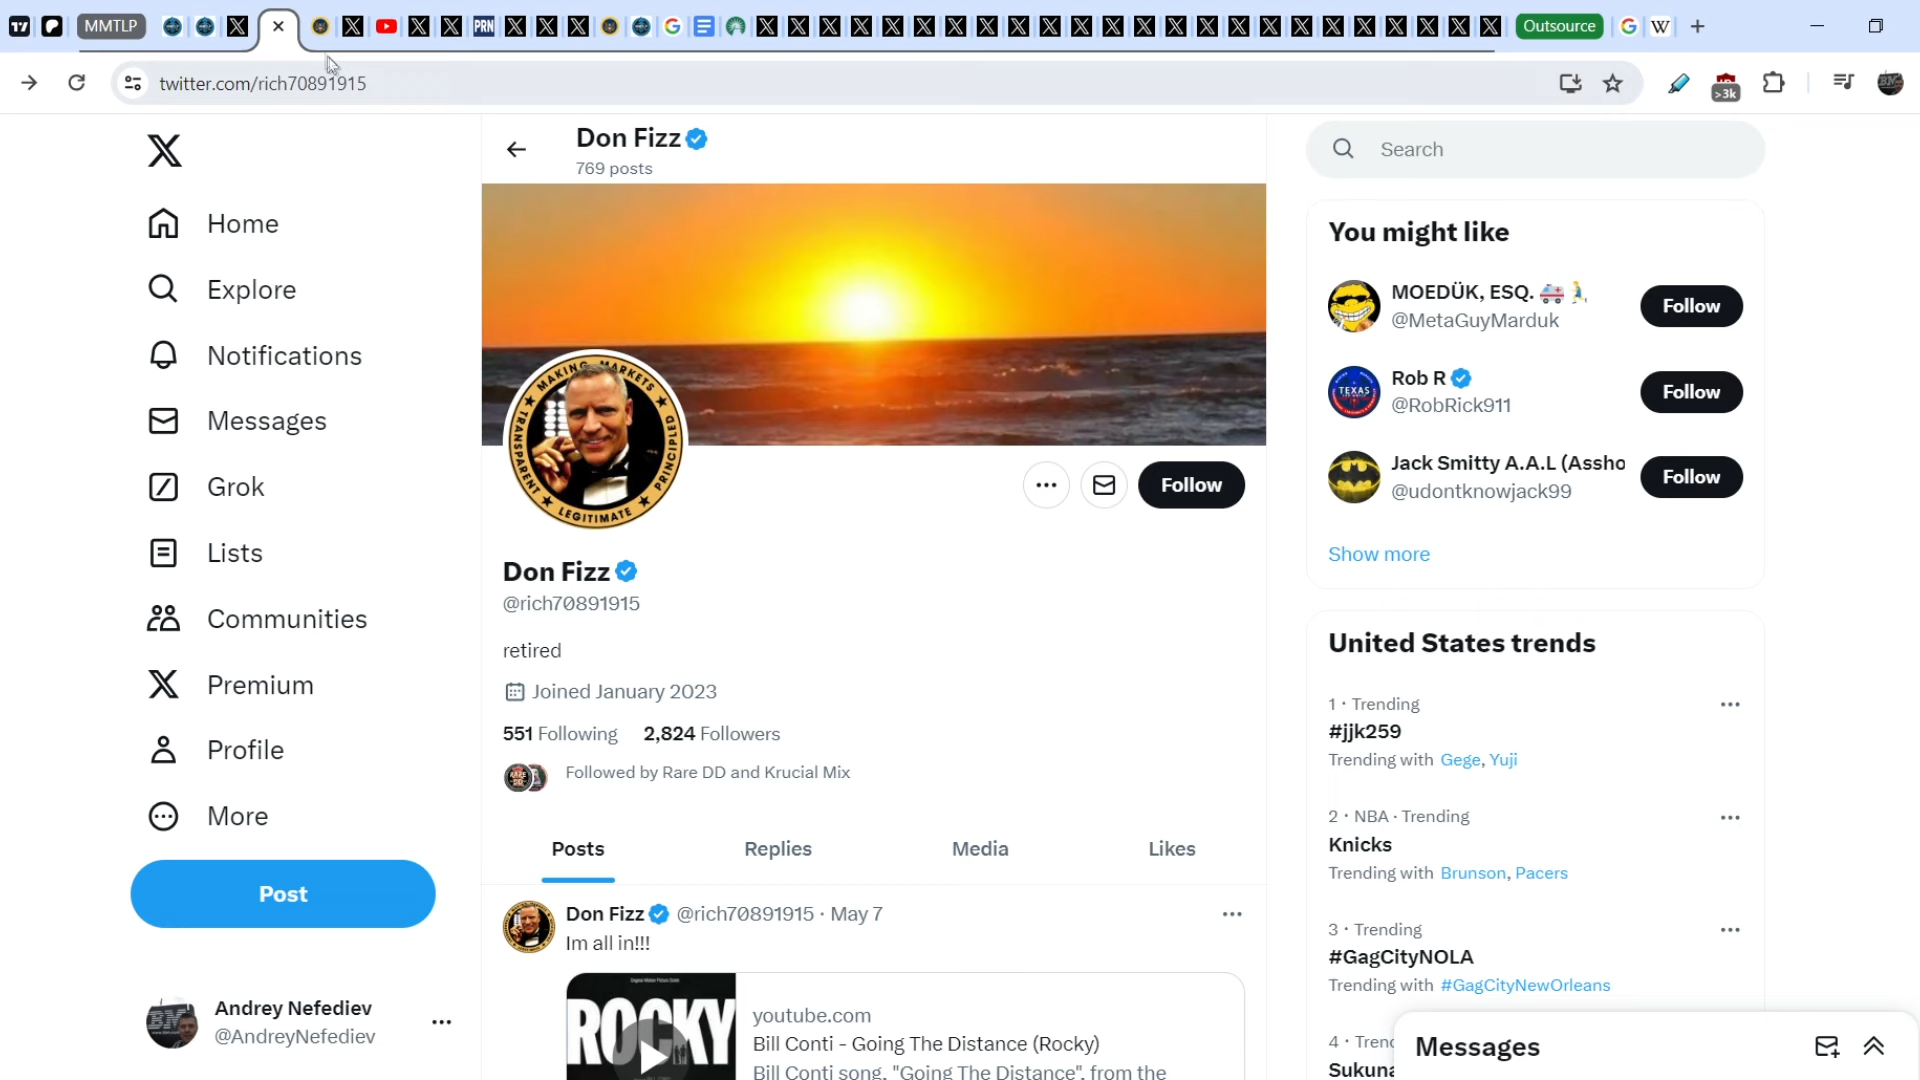 MMTLP
PRN
Outsource
twitter.com/rich70891915
>3k
Don Fizz
769 posts
Search
Home
Explore
Notifications
Messages
Grok
Lists
Communities
Premium
Profile
More
Post
Andrey Nefediev
@AndreyNefediev
MAKING MARKETS
TRANSPARENT
PRINCIPLED
LEGITIMATE
Follow
Don Fizz
@rich70891915
retired
Joined January 2023
551 Following 2,824 Followers
Followed by Rare DD and Krucial Mix
Posts Replies Media Likes
Don Fizz @rich70891915 · May 7
Im all in!!!
ROCKY
youtube.com
Bill Conti - Going The Distance (Rocky)
Bill Conti song, "Going The Distance", from the
You might like
MOEDÜK, ESQ.
@MetaGuyMarduk
Follow
TEXAS
Rob R
@RobRick911
Follow
Jack Smitty A.A.L (Assho
@udontknowjack99
Follow
Show more
United States trends
1 · Trending
#jjk259
Trending with Gege, Yuji
2 · NBA · Trending
Knicks
Trending with Brunson, Pacers
3 · Trending
#GagCityNOLA
Trending with #GagCityNewOrleans
4 · Tren
Sukuna
Messages